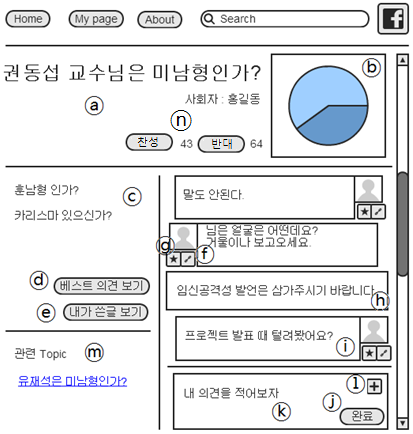 Home My page About Search f
권동섭 교수님은 미남형인가?
ⓐ
ⓑ
사회자 : 홍길동
ⓝ
찬성 43 반대 64
훈남형 인가?
ⓒ
카리스마 있으신가?
말도 안된다.
님은 얼굴은 어떤데요?
거울이나 보고오세요.
ⓖ ⓕ
ⓓ 베스트 의견 보기
ⓔ 내가 쓴글 보기
인신공격성 발언은 삼가주시기 바랍니다.
ⓗ
프로젝트 발표 때 털려봤어요?
ⓘ
관련 Topic ⓜ
유재석은 미남형인가?
ⓛ
내 의견을 적어보자
ⓚ
ⓙ
완료